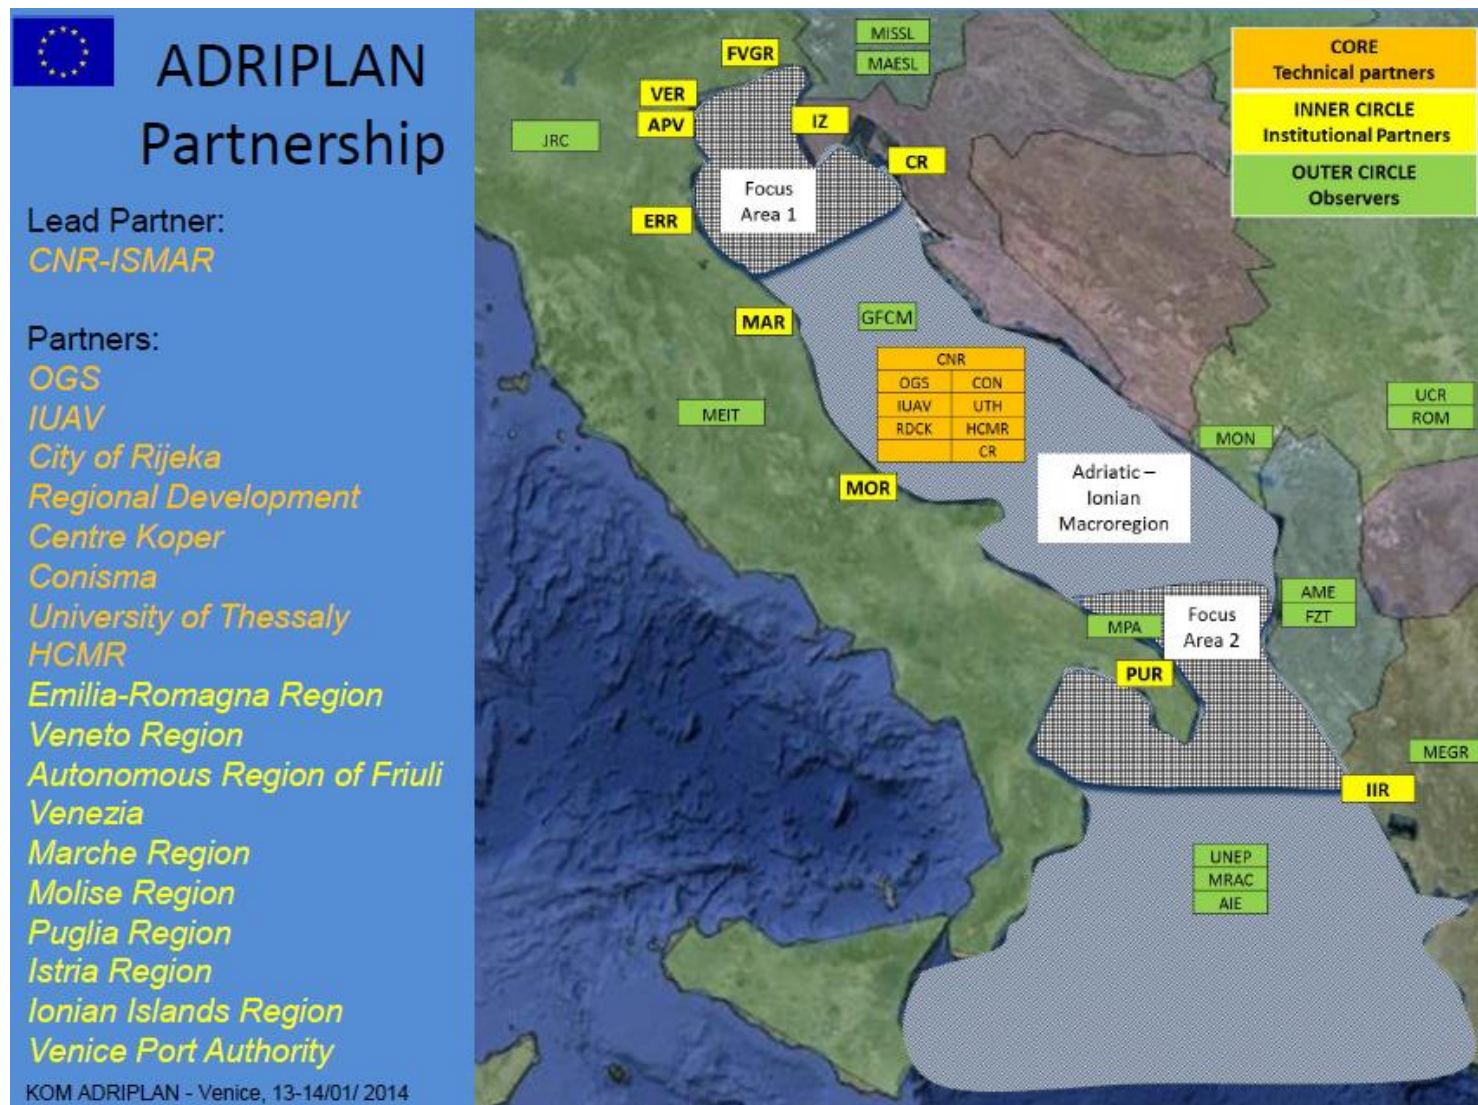 ADRIPLAN
Partnership
Lead Partner:
CNR-ISMAR
Partners:
OGS
IUAV
City of Rijeka
Regional Development
Centre Koper
Conisma
University of Thessaly
HCMR
Emilia-Romagna Region
Veneto Region
Autonomous Region of Friuli
Venezia
Marche Region
Molise Region
Puglia Region
Istria Region
Ionian Islands Region
Venice Port Authority
KOM ADRIPLAN - Venice, 13-14/01/ 2014
CORE
Technical partners
INNER CIRCLE
Institutional Partners
OUTER CIRCLE
Observers
MISSL
MAESL
FVGR
VER
APV
IZ
JRC
CR
Focus
Area 1
ERR
MAR
GFCM
CNR
OGS CON
IUAV UTH
RDCK HCMR
CR
MEIT
UCR
ROM
MON
MOR
Adriatic –
Ionian
Macroregion
AME
FZT
Focus
Area 2
MPA
PUR
MEGR
IIR
UNEP
MRAC
AIE